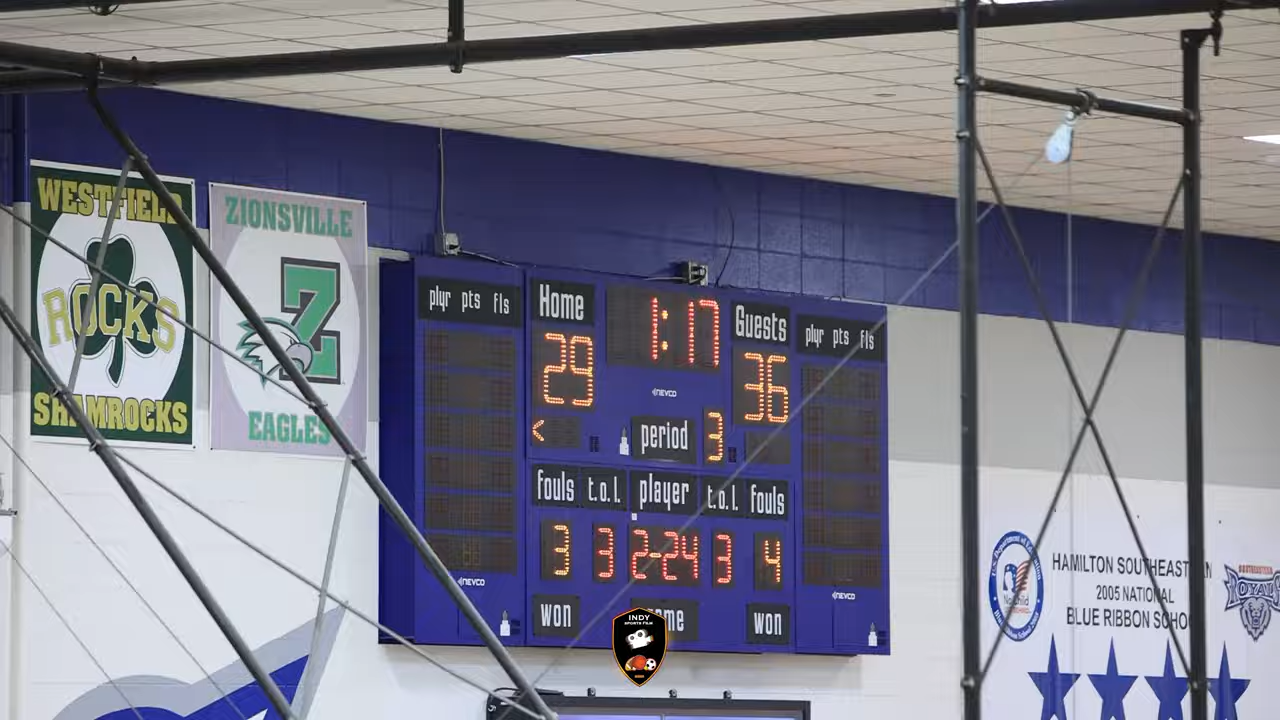 WESTFIELD
ROCKS
SHAMROCKS
ZIONSVILLE
Z
EAGLES
plyr pts fls
Home
1:17
Guests
plyr pts fls
29
36
NEVCO
<
period
3
fouls
t.o.l.
player
t.o.l.
fouls
3
3
2-24
3
4
NEVCO
NEVCO
won
won
INDY
SPORTS FILM
HAMILTON SOUTHEASTERN
2005 NATIONAL
BLUE RIBBON SCHOOL
SOUTHEASTERN
ROYALS